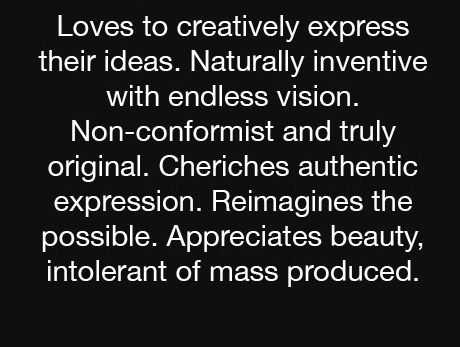 Loves to creatively express
their ideas. Naturally inventive
with endless vision.
Non-conformist and truly
original. Cheriches authentic
expression. Reimagines the
possible. Appreciates beauty,
intolerant of mass produced.